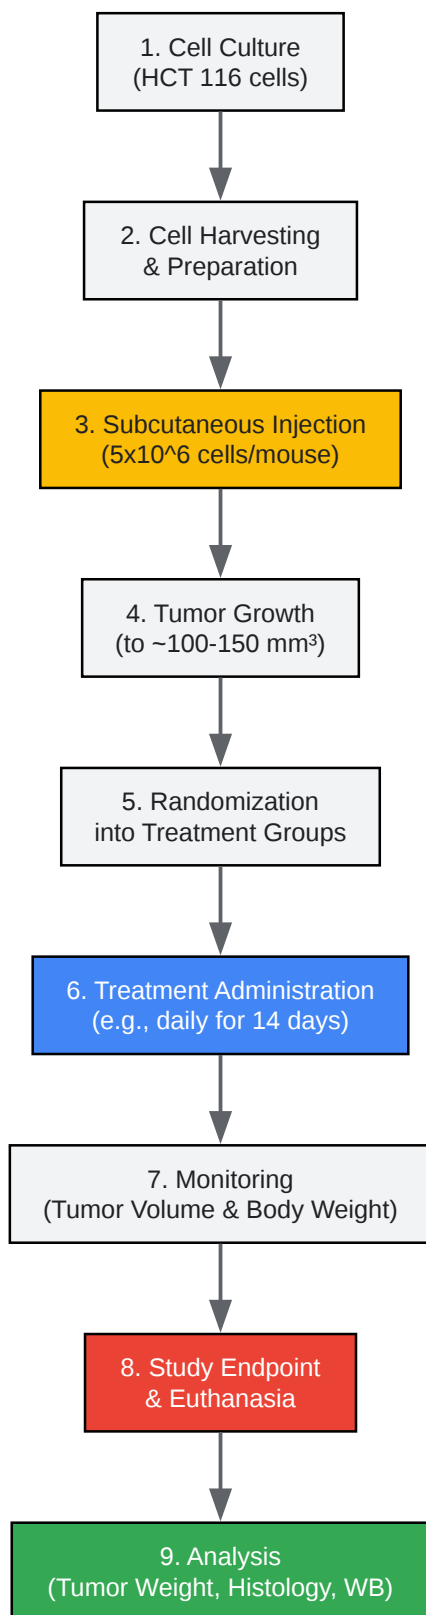 1. Cell Culture
(HCT 116 cells)
2. Cell Harvesting
& Preparation
3. Subcutaneous Injection
(5x10^6 cells/mouse)
4. Tumor Growth
(to ~100-150 mm³)
5. Randomization
into Treatment Groups
6. Treatment Administration
(e.g., daily for 14 days)
7. Monitoring
(Tumor Volume & Body Weight)
8. Study Endpoint
& Euthanasia
9. Analysis
(Tumor Weight, Histology, WB)